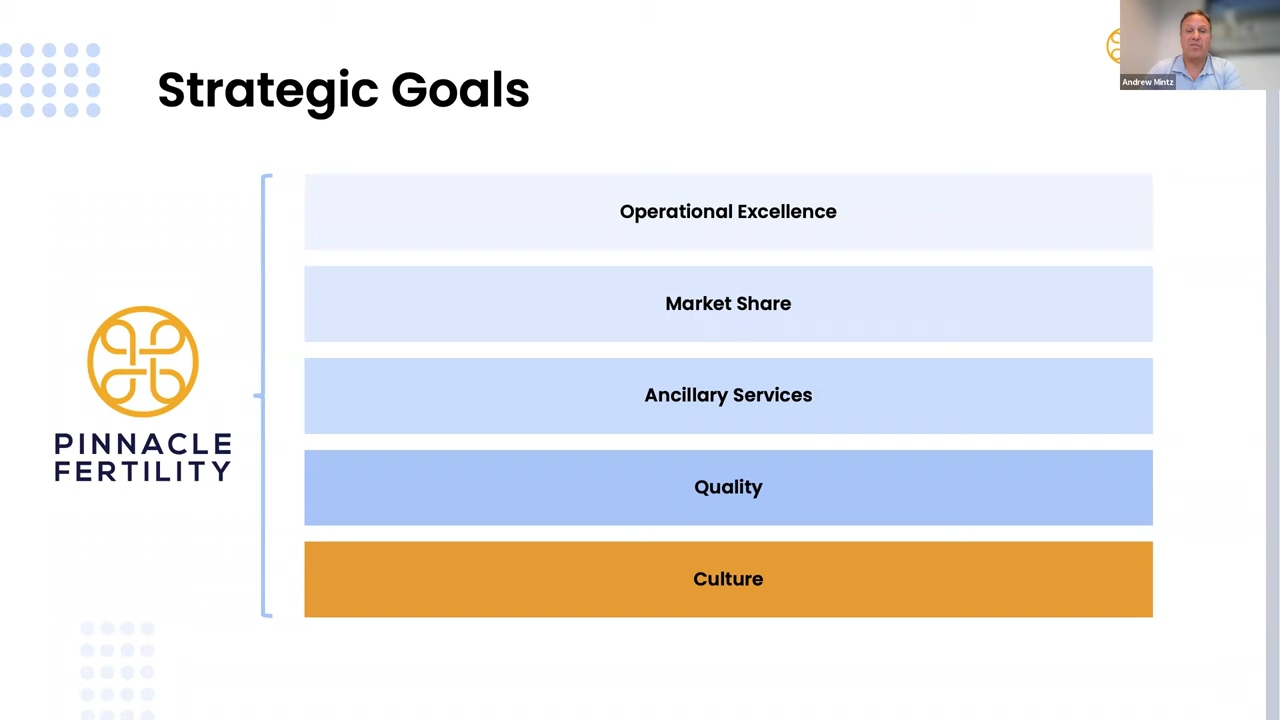 Strategic Goals
Andrew Mintz
Operational Excellence
Market Share
Ancillary Services
Quality
Culture
PINNACLE
FERTILITY